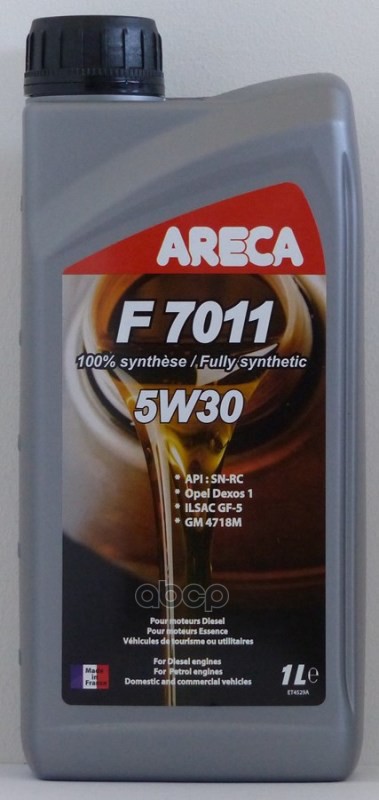 ARECA
F 7011
100% synthèse / Fully synthetic
5W30
* API : SN-RC
* Opel Dexos 1
* ILSAC GF-5
* GM 4718M
abcp
Pour moteurs Diesel
Pour moteurs Essence
Véhicules de tourisme ou utilitaires
Made
in
France
For Diesel engines
For Petrol engines
Domestic and commercial vehicles
1L℮
ET4529A